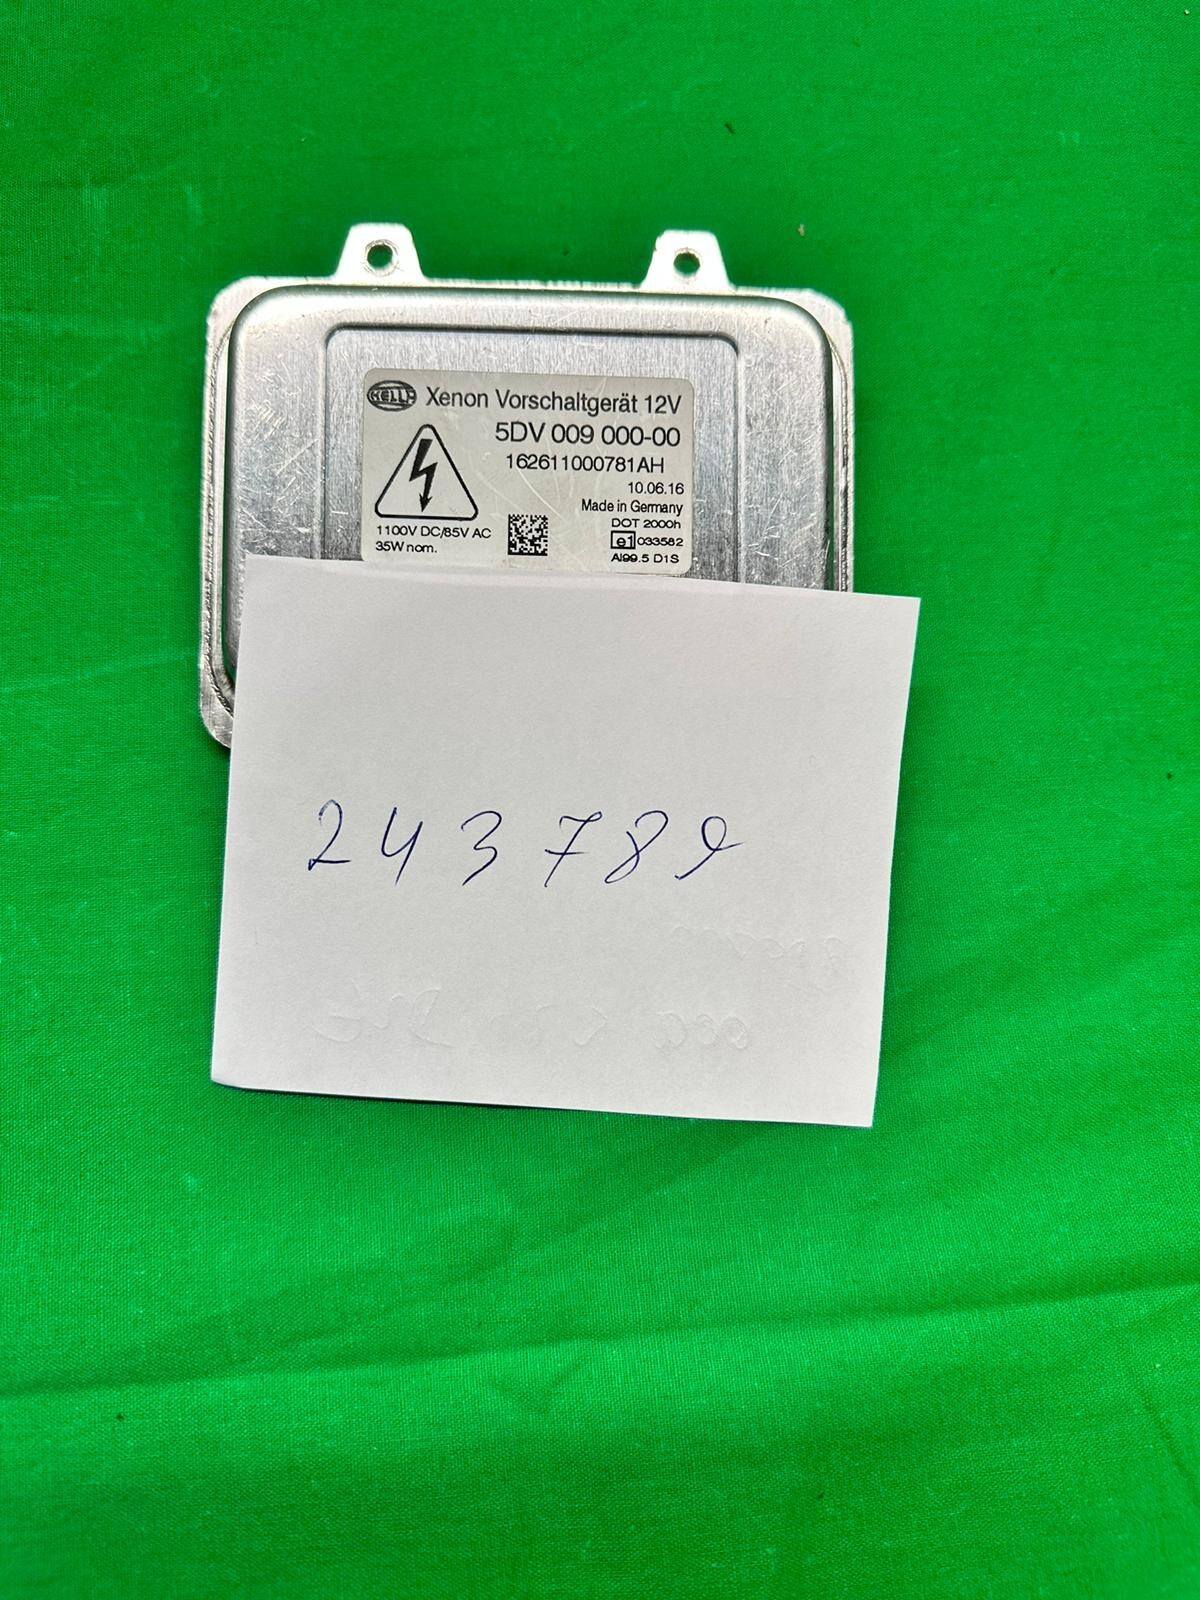 HELLA
Xenon Vorschaltgerät 12V
5DV 009 000-00
162611000781AH
10.06.16
Made in Germany
1100V DC/85V AC
35W nom.
DOT 2000h
e1 033582
Al99.5 D1S
243789